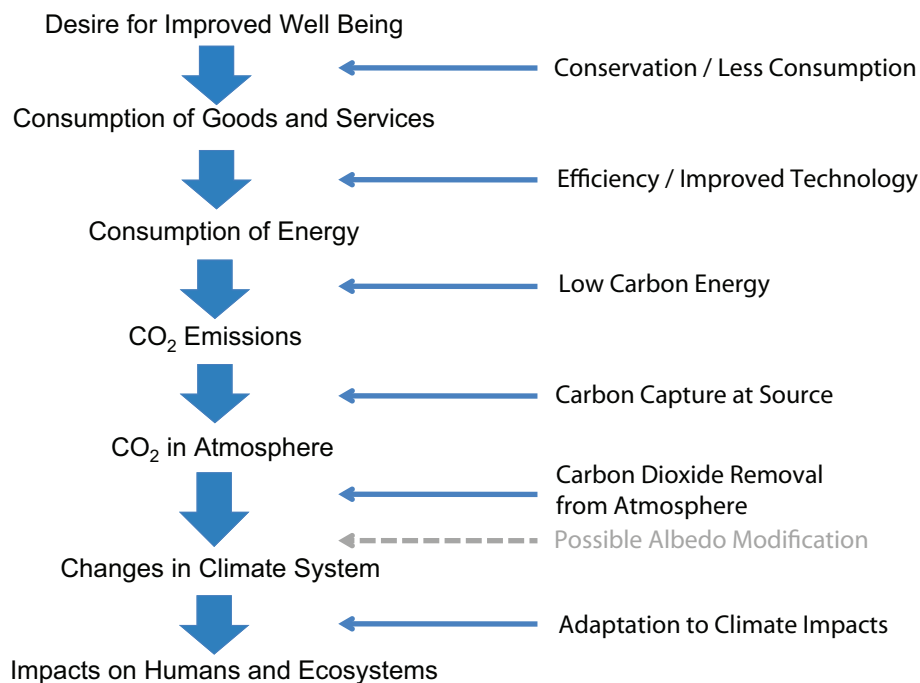 Desire for Improved Well Being
Conservation / Less Consumption
Consumption of Goods and Services
Efficiency / Improved Technology
Consumption of Energy
Low Carbon Energy
CO₂ Emissions
Carbon Capture at Source
CO₂ in Atmosphere
Carbon Dioxide Removal
from Atmosphere
Possible Albedo Modification
Changes in Climate System
Adaptation to Climate Impacts
Impacts on Humans and Ecosystems